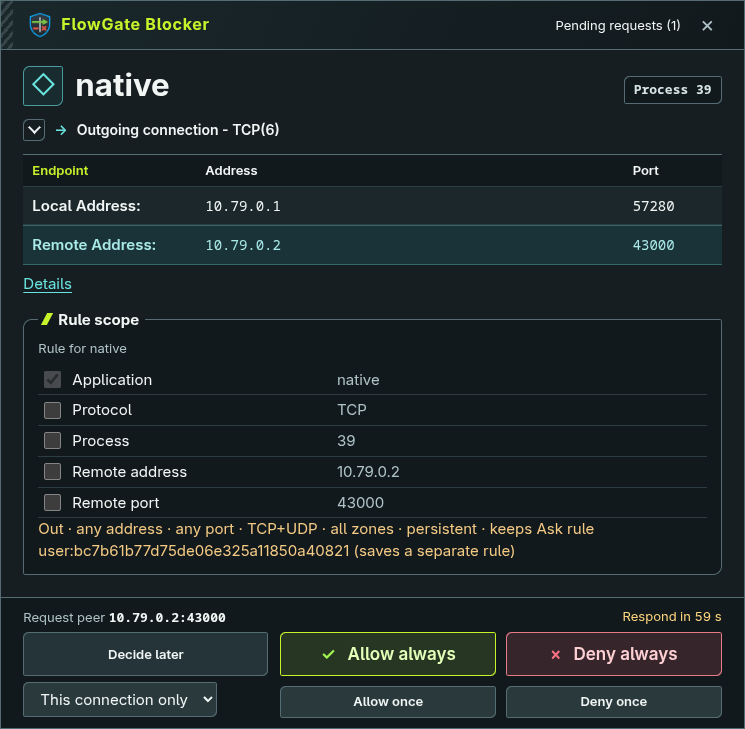 FlowGate Blocker
Pending requests (1)
native
Process 39
Outgoing connection - TCP(6)
Endpoint Address Port
Local Address: 10.79.0.1 57280
Remote Address: 10.79.0.2 43000
Details
Rule scope
Rule for native
Application native
Protocol TCP
Process 39
Remote address 10.79.0.2
Remote port 43000
Out · any address · any port · TCP+UDP · all zones · persistent · keeps Ask rule
user:bc7b61b77d75de06e325a11850a40821 (saves a separate rule)
Request peer 10.79.0.2:43000
Respond in 59 s
Decide later
Allow always
Deny always
This connection only
Allow once
Deny once